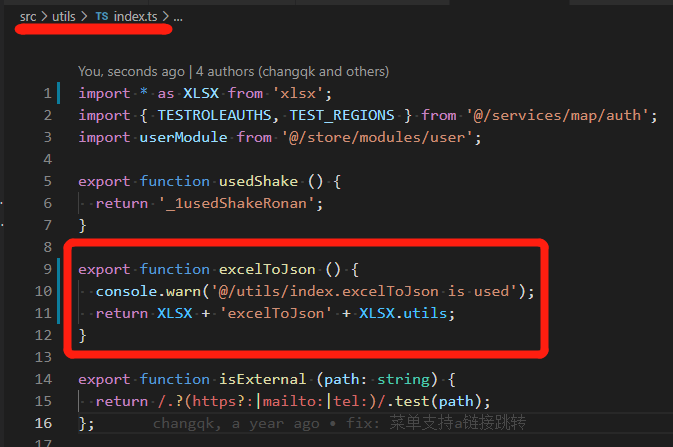 src > utils > TS index.ts > ...
You, seconds ago | 4 authors (changqk and others)
1 import * as XLSX from 'xlsx';
2 import { TESTROLEAUTHS, TEST_REGIONS } from '@/services/map/auth';
3 import userModule from '@/store/modules/user';
4
5 export function usedShake () {
6   return '_1usedShakeRonan';
7 }
8
9 export function excelToJson () {
10   console.warn('@/utils/index.excelToJson is used');
11   return XLSX + 'excelToJson' + XLSX.utils;
12 }
13
14 export function isExternal (path: string) {
15   return /.?(https?:|mailto:|tel:)/.test(path);
16 }; changqk, a year ago • fix: 菜单支持a链接跳转
17